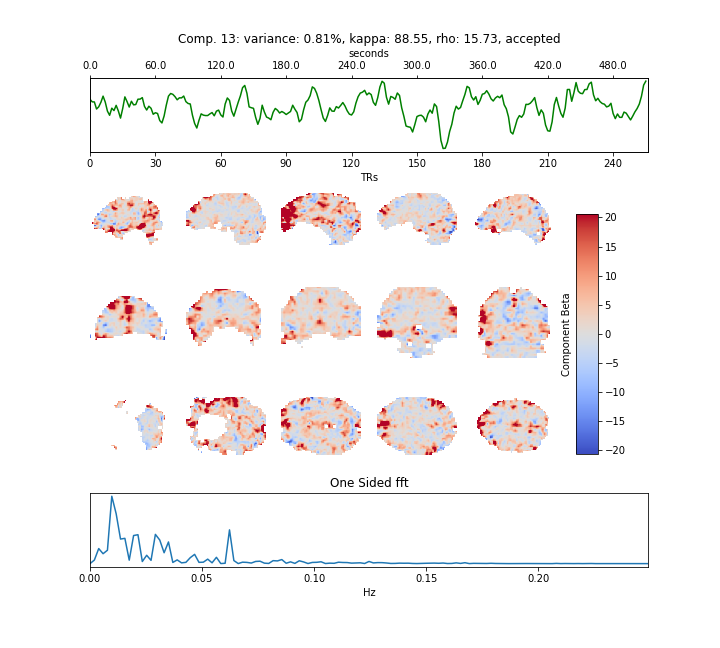 Comp. 13: variance: 0.81%, kappa: 88.55, rho: 15.73, accepted
seconds
0.0 60.0 120.0 180.0 240.0 300.0 360.0 420.0 480.0
0 30 60 90 120 150 180 210 240
TRs
20
15
10
5
0
−5
−10
−15
−20
Component Beta
One Sided fft
0.00 0.05 0.10 0.15 0.20
Hz